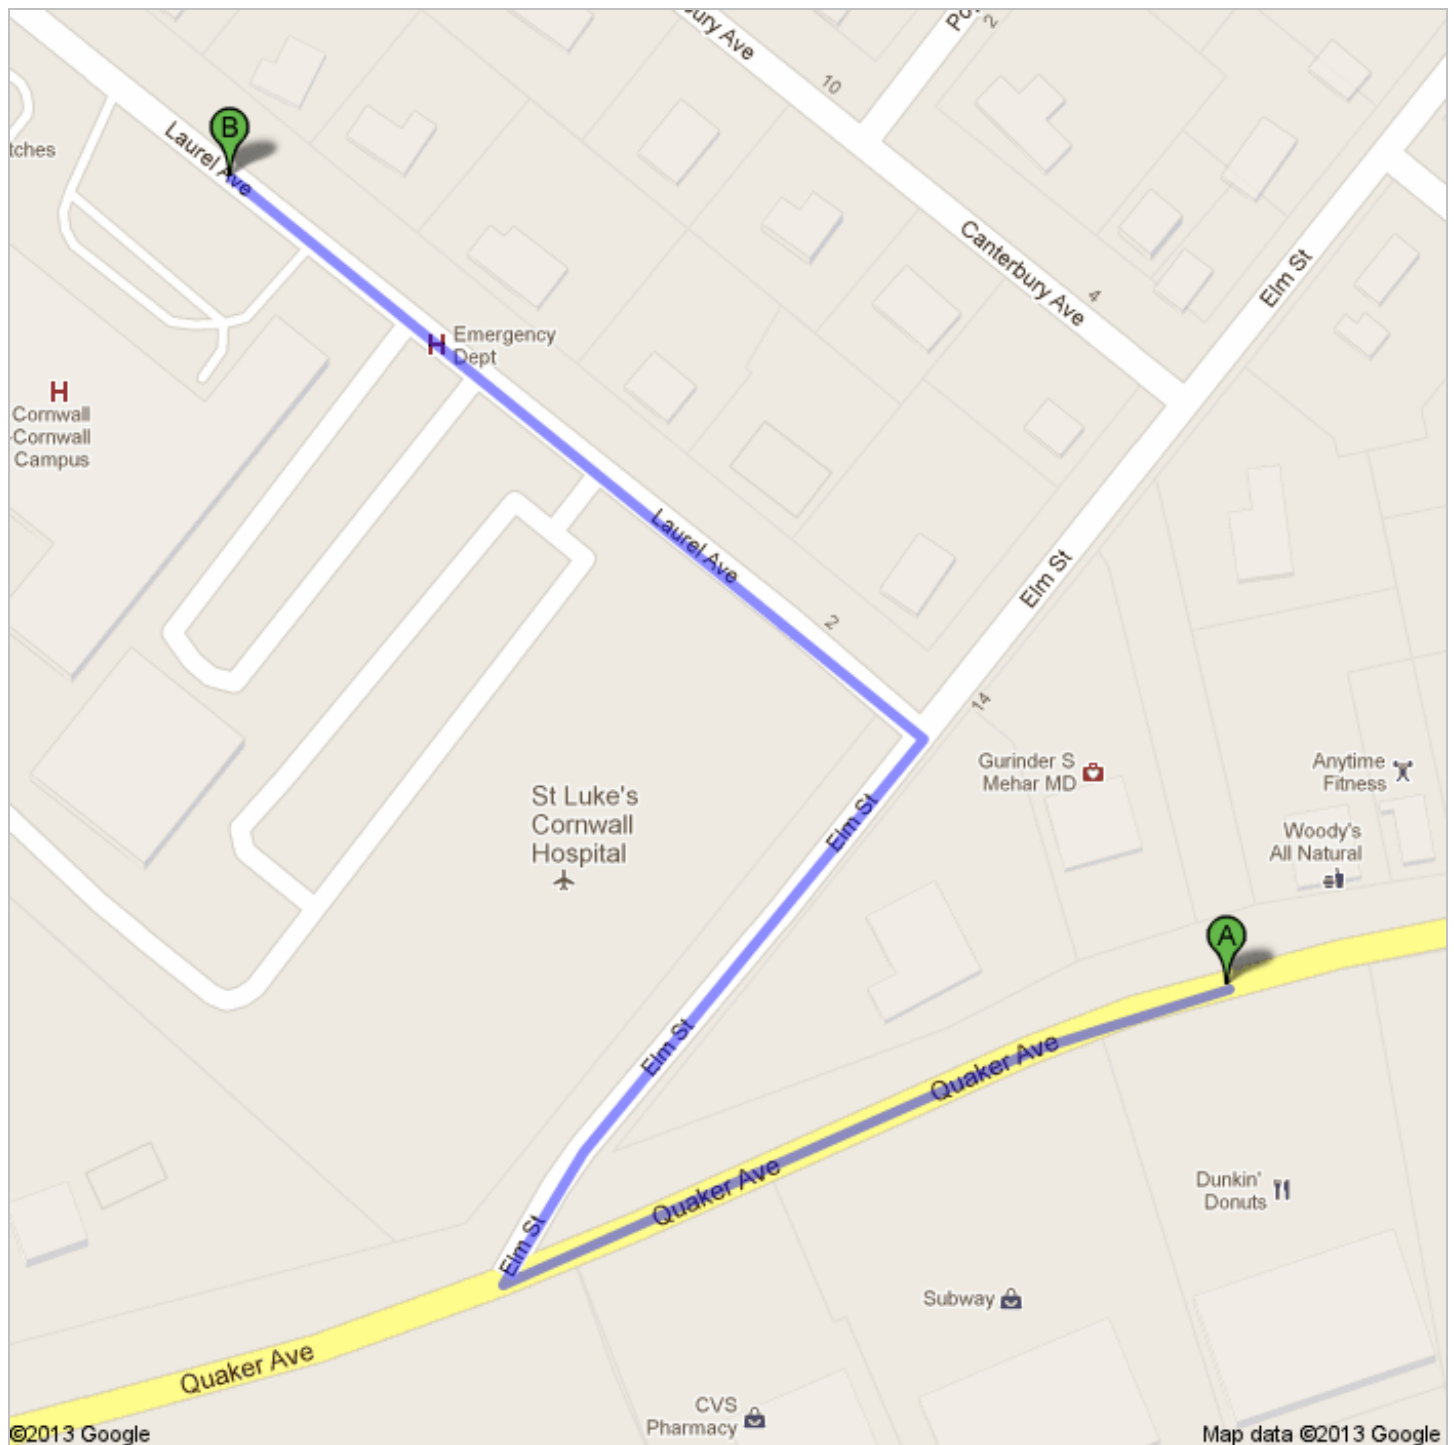 bury Ave
Po
2
10
tches
Laurel Ave
B
Canterbury Ave
4
Elm St
Emergency
Dept
H
H
Cornwall
-Cornwall
Campus
Laurel Ave
Elm St
2
14
Gurinder S
Mehar MD
Anytime
Fitness
St Luke's
Cornwall
Hospital
Elm St
Woody's
All Natural
A
Elm St
Quaker Ave
Quaker Ave
Dunkin'
Donuts
Elm St
Subway
Quaker Ave
CVS
Pharmacy
©2013 Google
Map data ©2013 Google